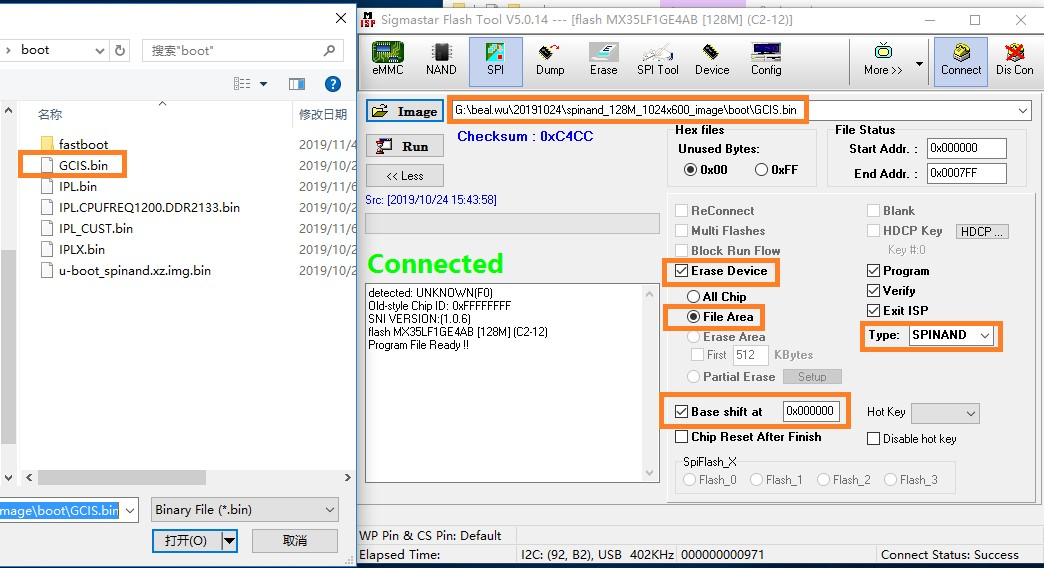 boot
搜索"boot"
名称
修改日期
fastboot
2019/11/4
GCIS.bin
2019/10/2
IPL.bin
2019/11/6
IPL.CPUFREQ1200.DDR2133.bin
2019/10/2
IPL_CUST.bin
2019/10/2
IPLX.bin
2019/10/2
u-boot_spinand.xz.img.bin
2019/10/2
mage\boot\GCIS.bin
Binary File (*.bin)
打开(O)
取消
MISP
Sigmastar Flash Tool V5.0.14 --- [flash MX35LF1GE4AB [128M] (C2-12)]
eMMC
NAND
SPI
Dump
Erase
SPI Tool
Device
Config
More >>
Connect
Dis Con
Image
G:\beal.wu\20191024\spinand_128M_1024x600_image\boot\GCIS.bin
Run
Checksum : 0xC4CC
<< Less
Src: [2019/10/24 15:43:58]
Hex files
Unused Bytes:
0x00
0xFF
File Status
Start Addr. :
0x000000
End Addr. :
0x0007FF
Connected
detected: UNKNOWN(F0)
Old-style Chip ID: 0xFFFFFFFF
SNI VERSION:(1.0.6)
flash MX35LF1GE4AB [128M] (C2-12)
Program File Ready !!
ReConnect
Multi Flashes
Block Run Flow
Erase Device
All Chip
File Area
Erase Area
First
512
KBytes
Partial Erase
Setup
Base shift at
0x000000
Chip Reset After Finish
Blank
HDCP Key
HDCP ...
Key #:0
Program
Verify
Exit ISP
Type:
SPINAND
Hot Key
Disable hot key
SpiFlash_X
Flash_0
Flash_1
Flash_2
Flash_3
WP Pin & CS Pin: Default
Elapsed Time:
I2C: (92, B2), USB 402KHz
000000000971
Connect Status: Success